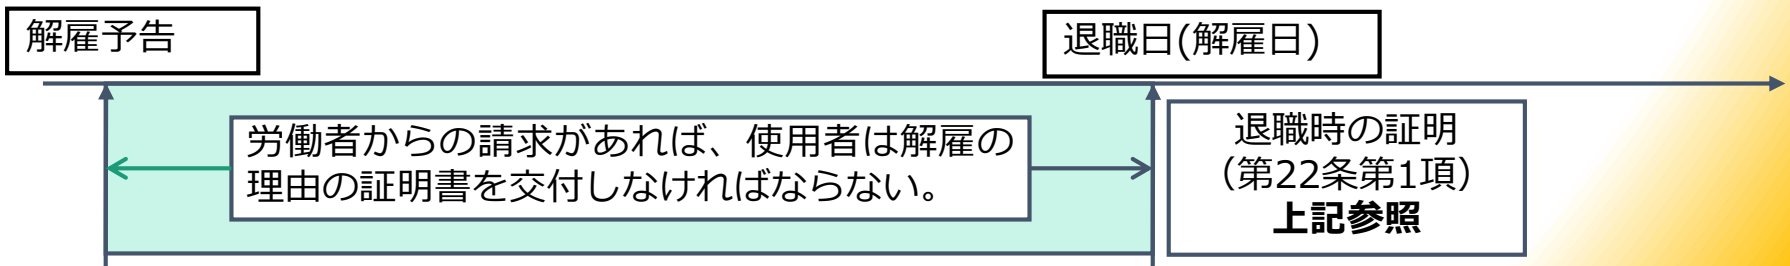 解雇予告
退職日(解雇日)
労働者からの請求があれば、使用者は解雇の
理由の証明書を交付しなければならない。
退職時の証明
（第22条第1項）
上記参照